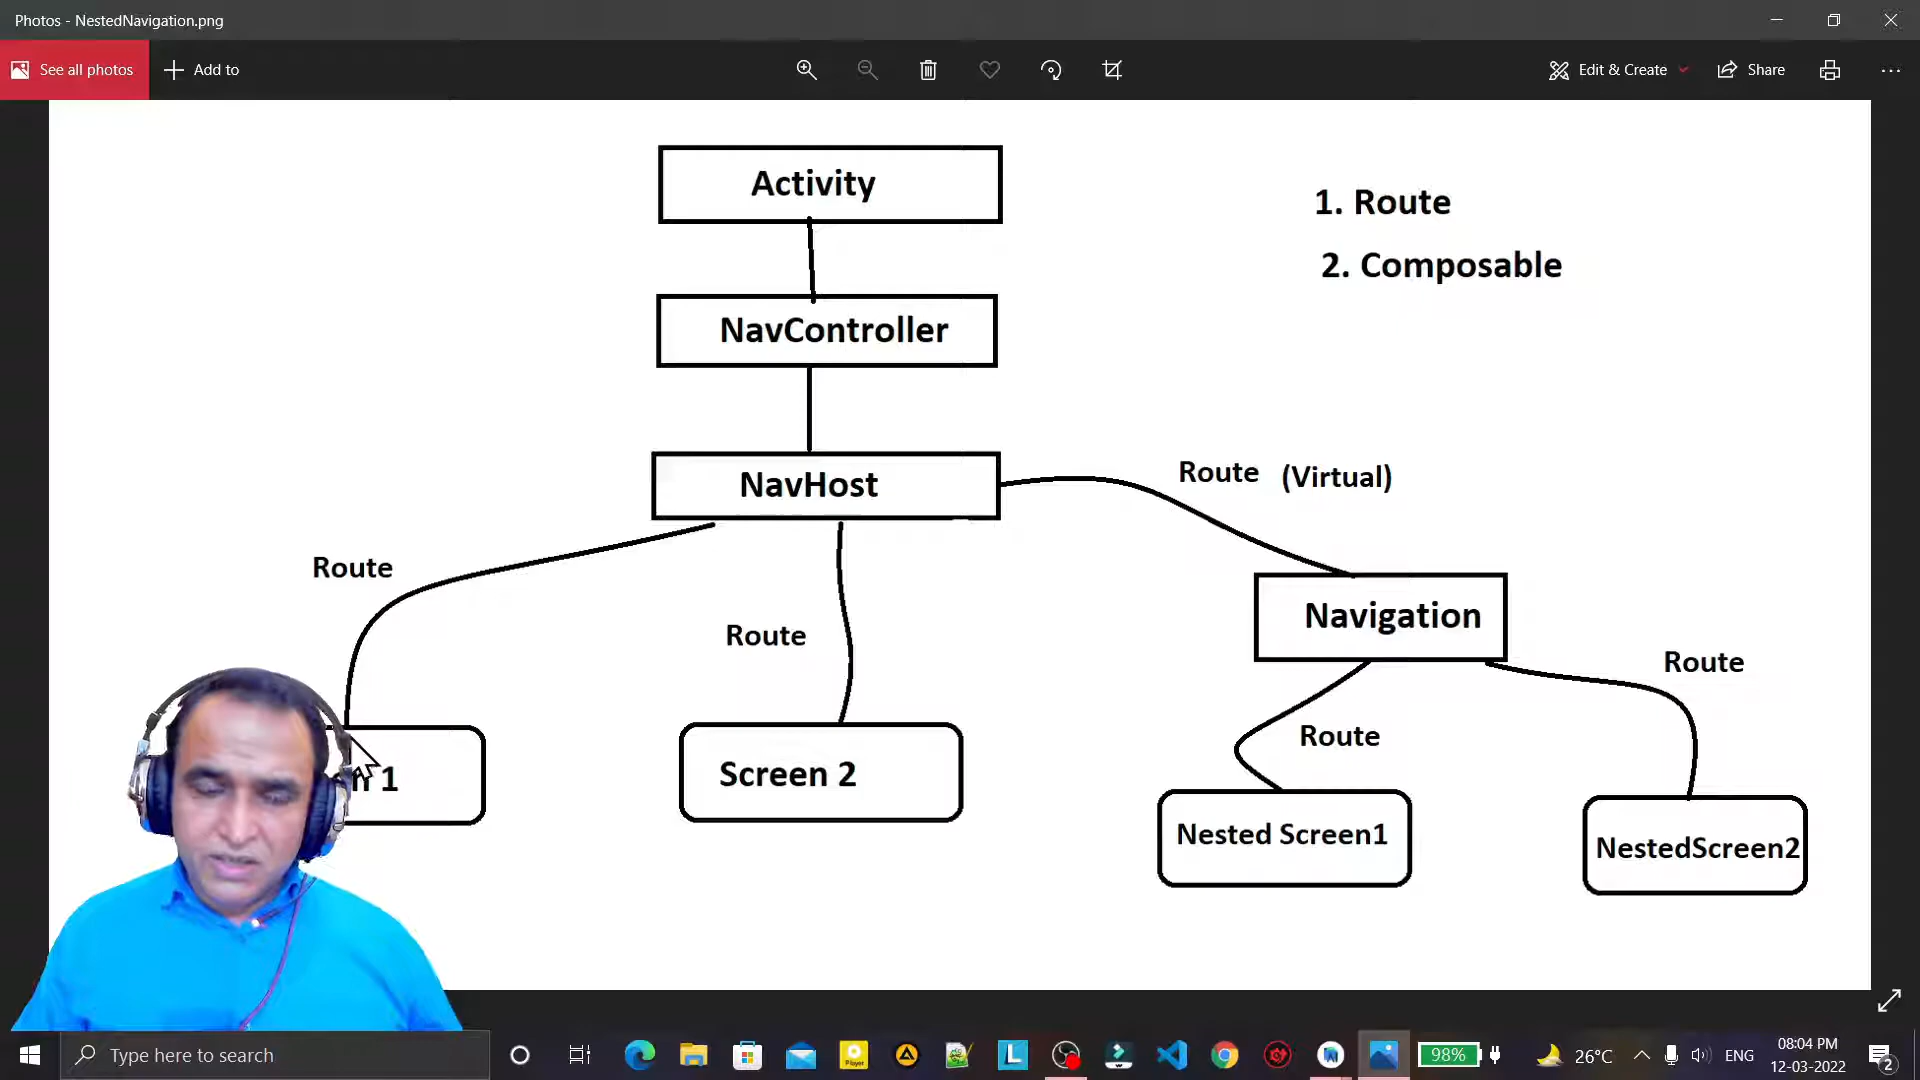 Photos - NestedNavigation.png
See all photos
Add to
Edit & Create
Share
Activity
1. Route
2. Composable
NavController
NavHost
Route (Virtual)
Route
Route
Navigation
Route
Route
n 1
Screen 2
Nested Screen1
NestedScreen2
Type here to search
Player
L
98%
26°C
ENG
08:04 PM
12-03-2022
2